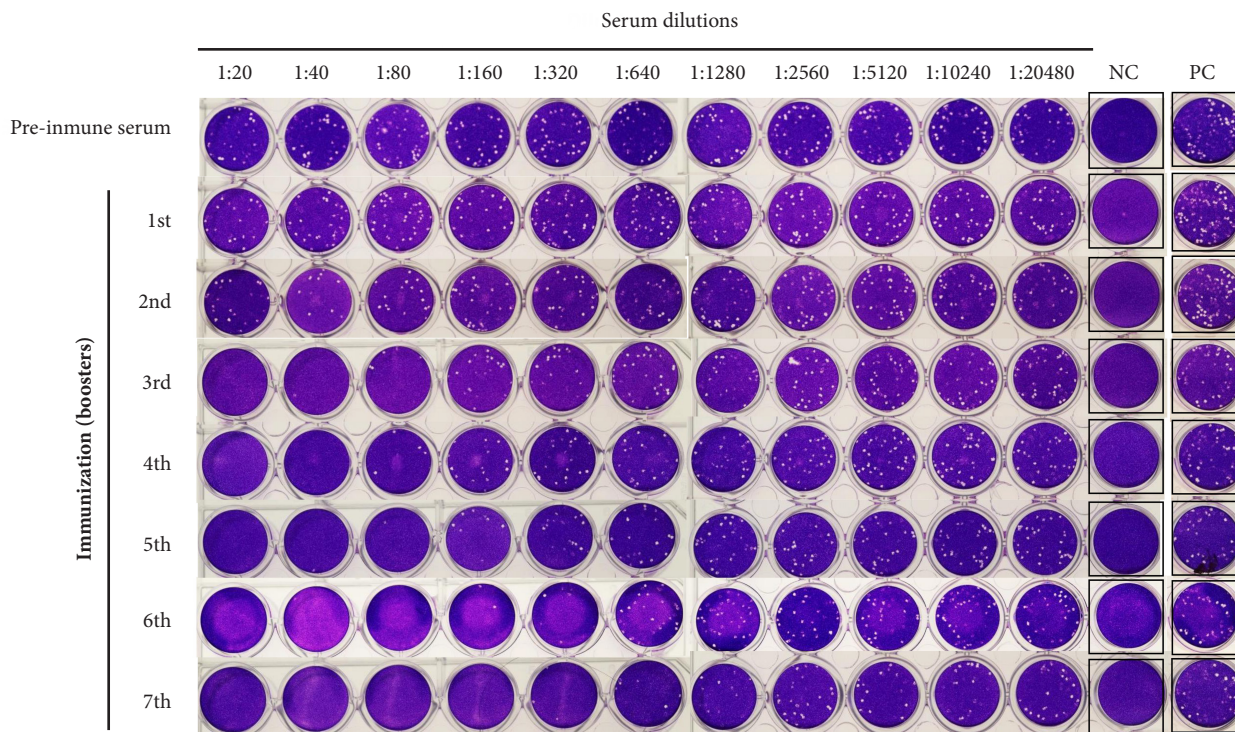 Serum dilutions
1:20 1:40 1:80 1:160 1:320 1:640 1:1280 1:2560 1:5120 1:10240 1:20480 NC PC
Pre-inmune serum
Immunization (boosters)
1st
2nd
3rd
4th
5th
6th
7th